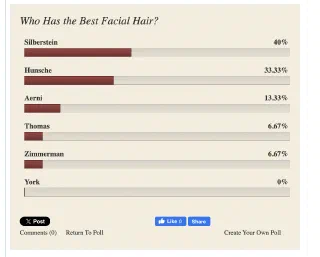 Who Has the Best Facial Hair?
Silberstein 40%
Hunsche 33.33%
Aerni 13.33%
Thomas 6.67%
Zimmerman 6.67%
York 0%
X Post Like 0 Share
Comments (0) Return To Poll Create Your Own Poll